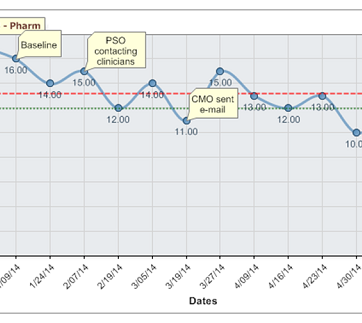 - Pharm
Baseline
PSO
contacting
clinicians
CMO sent
e-mail
16.00
14.00
15.00
12.00
14.00
11.00
15.00
13.00
12.00
13.00
10.0
/09/14
1/24/14
2/07/14
2/19/14
3/05/14
3/19/14
3/27/14
4/09/14
4/16/14
4/23/14
4/30/14
Dates